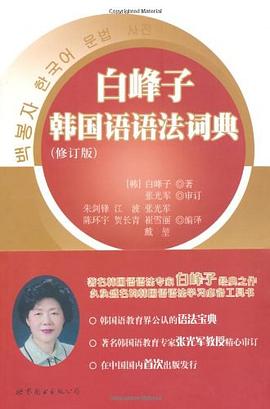 백봉자 한국어 문법 사전
白峰子
韩国语语法词典
(修订版)
[韩] 白峰子 ◎著
张光军 ◎审订
朱剑锋 江 波 张光军
陈环宇 贺长青 崔雪丽 ◎编译
戴 堃
著名韩国语语法专家白峰子经典之作
久负盛名的韩国语语法学习必备工具书
韩国语教育界公认的语法宝典
著名韩国语教育专家张光军教授精心审订
在中国国内首次出版发行
世界图书出版公司